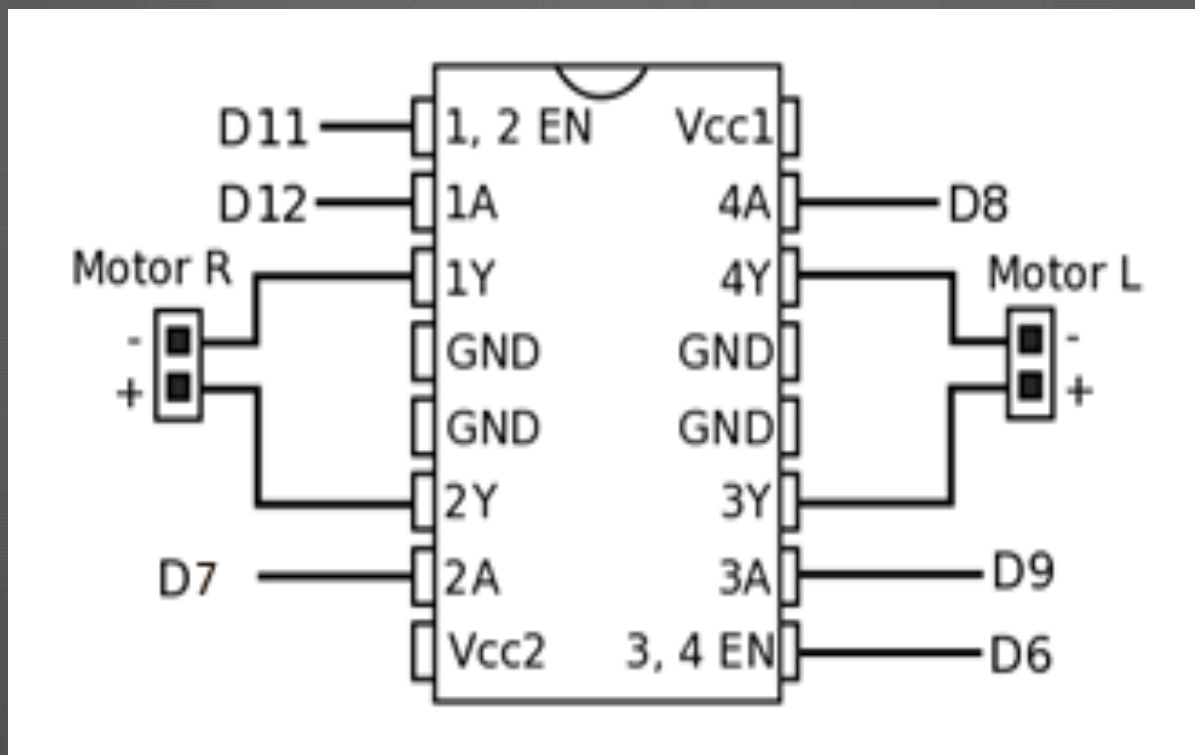 D11 1, 2 EN Vcc1
D12 1A 4A D8
Motor R 1Y 4Y Motor L
- GND GND -
+ GND GND +
2Y 3Y
D7 2A 3A D9
Vcc2 3, 4 EN D6